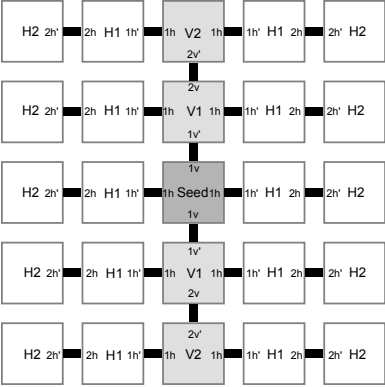 H2 2h' 2h H1 1h' 1h V2 1h 1h' H1 2h 2h' H2
2v'
2v
H2 2h' 2h H1 1h' 1h V1 1h 1h' H1 2h 2h' H2
1v'
1v
H2 2h' 2h H1 1h' 1h Seed 1h 1h' H1 2h 2h' H2
1v
1v'
H2 2h' 2h H1 1h' 1h V1 1h 1h' H1 2h 2h' H2
2v
2v'
H2 2h' 2h H1 1h' 1h V2 1h 1h' H1 2h 2h' H2